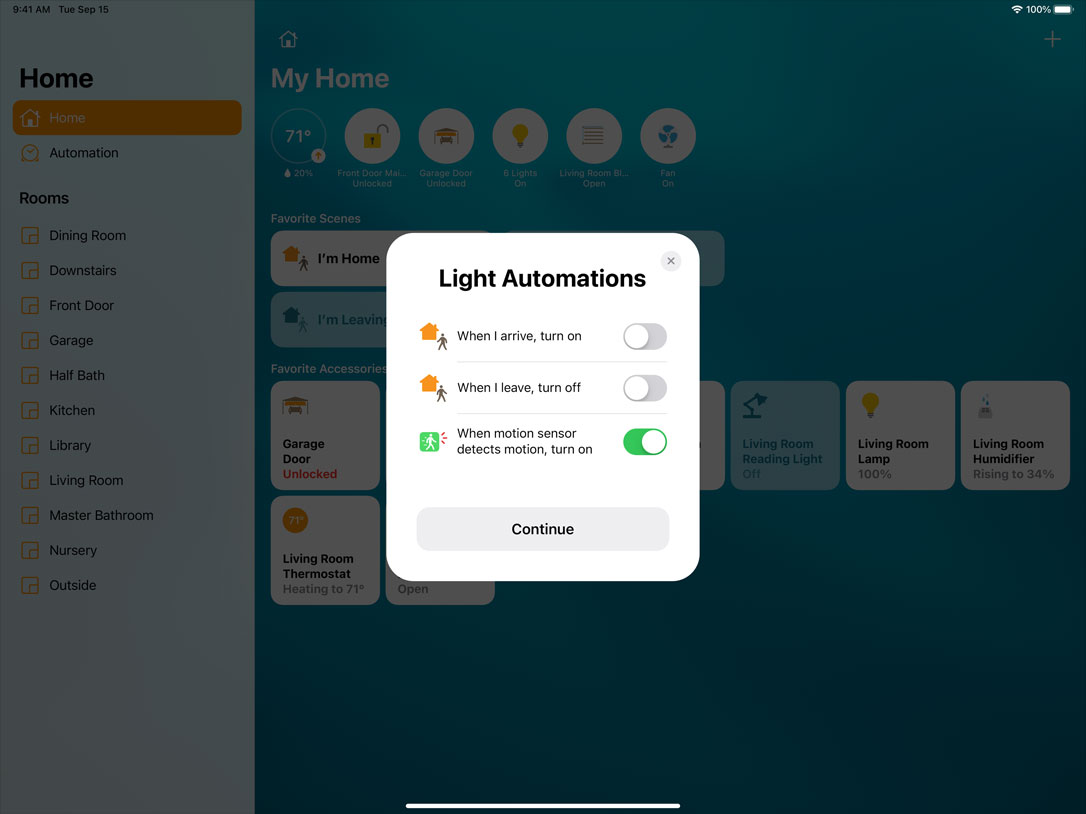 9:41 AM Tue Sep 15
100%
Home
Home
Automation
Rooms
Dining Room
Downstairs
Front Door
Garage
Half Bath
Kitchen
Library
Living Room
Master Bathroom
Nursery
Outside
My Home
71°
20%
Front Door Mai...
Unlocked
Garage Door
Unlocked
6 Lights
On
Living Room Bl...
Open
Fan
On
Favorite Scenes
I'm Home
I'm Leaving
Favorite Accessories
Garage
Door
Unlocked
Living Room
Reading Light
Off
Living Room
Lamp
100%
Living Room
Humidifier
Rising to 34%
71°
Living Room
Thermostat
Heating to 71°
Open
Light Automations
When I arrive, turn on
When I leave, turn off
When motion sensor
detects motion, turn on
Continue